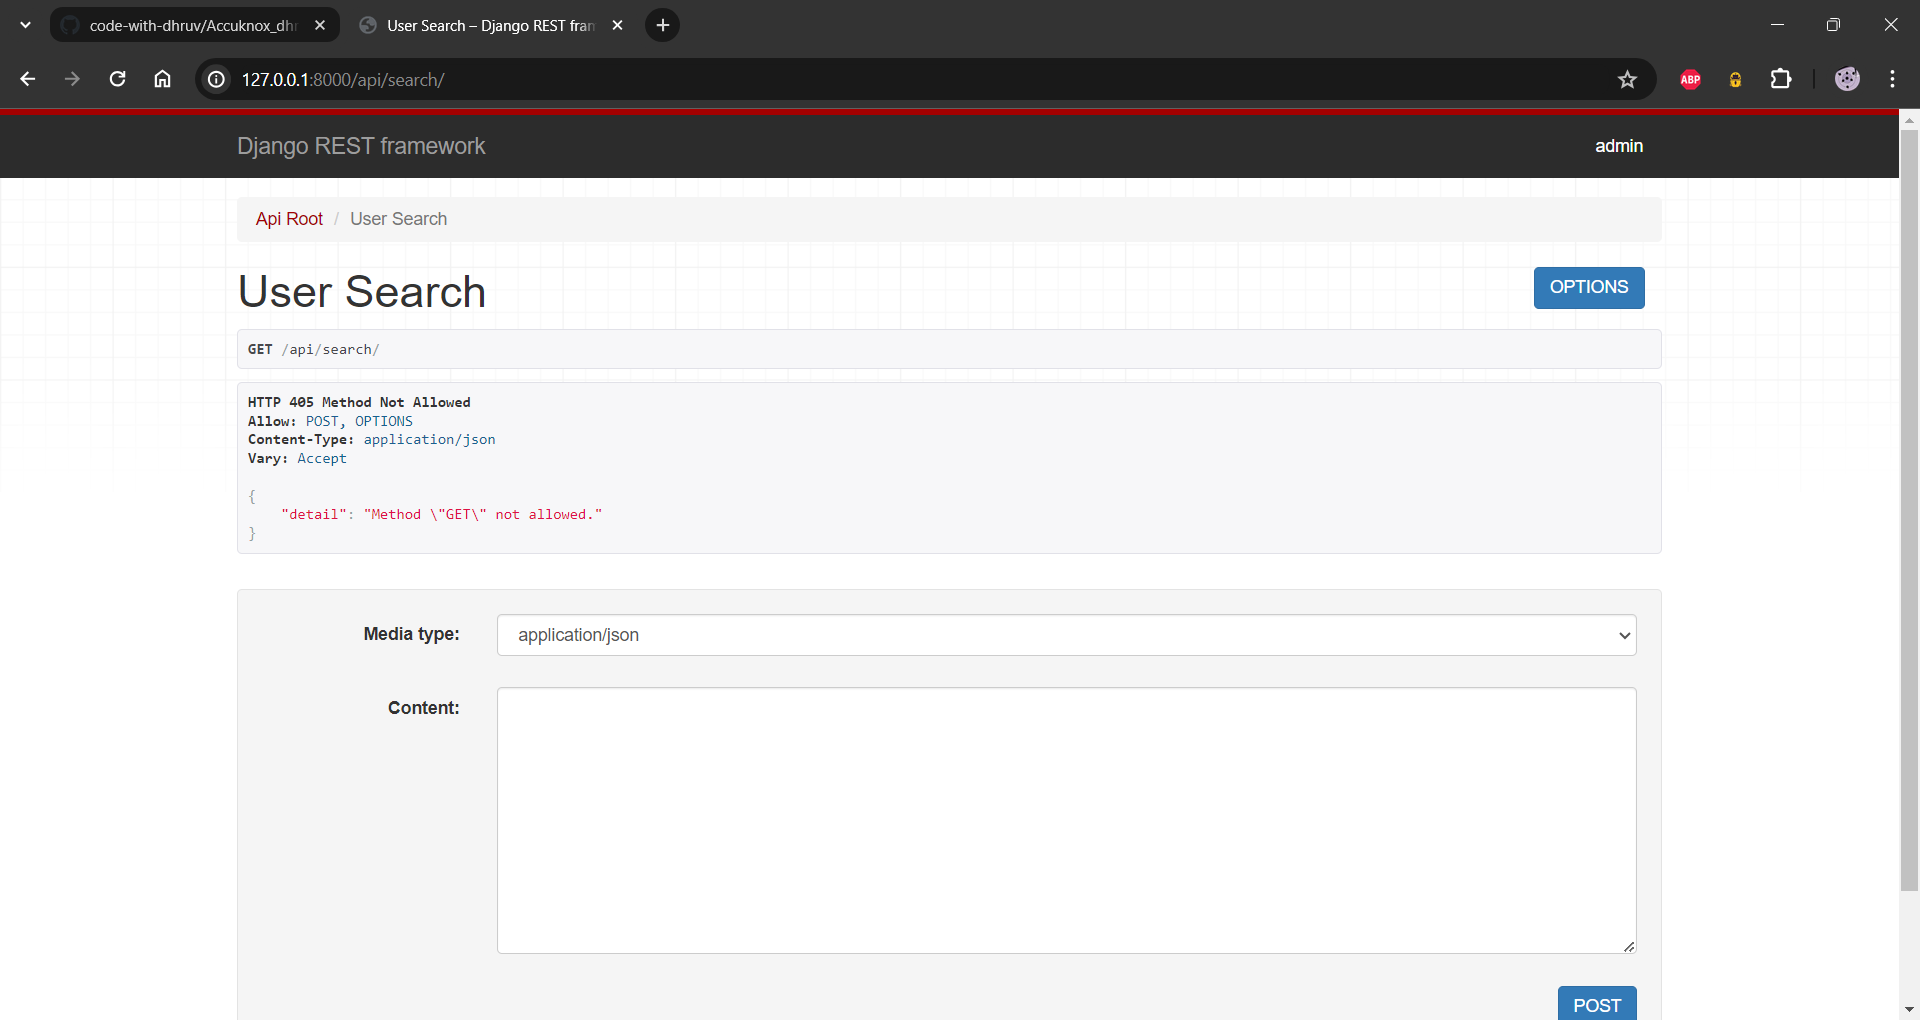 code-with-dhruv/Accuknox_dhr
User Search – Django REST fran
127.0.0.1:8000/api/search/
ABP
Django REST framework
admin
Api Root / User Search
User Search
OPTIONS
GET /api/search/
HTTP 405 Method Not Allowed
Allow: POST, OPTIONS
Content-Type: application/json
Vary: Accept
{
    "detail": "Method \"GET\" not allowed."
}
Media type:
application/json
Content:
POST